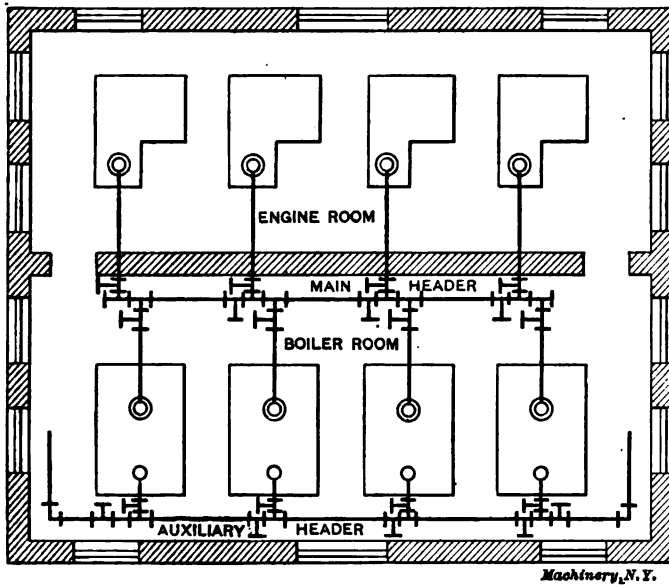 ENGINE ROOM
MAIN HEADER
BOILER ROOM
AUXILIARY HEADER
Machinery, N.Y.